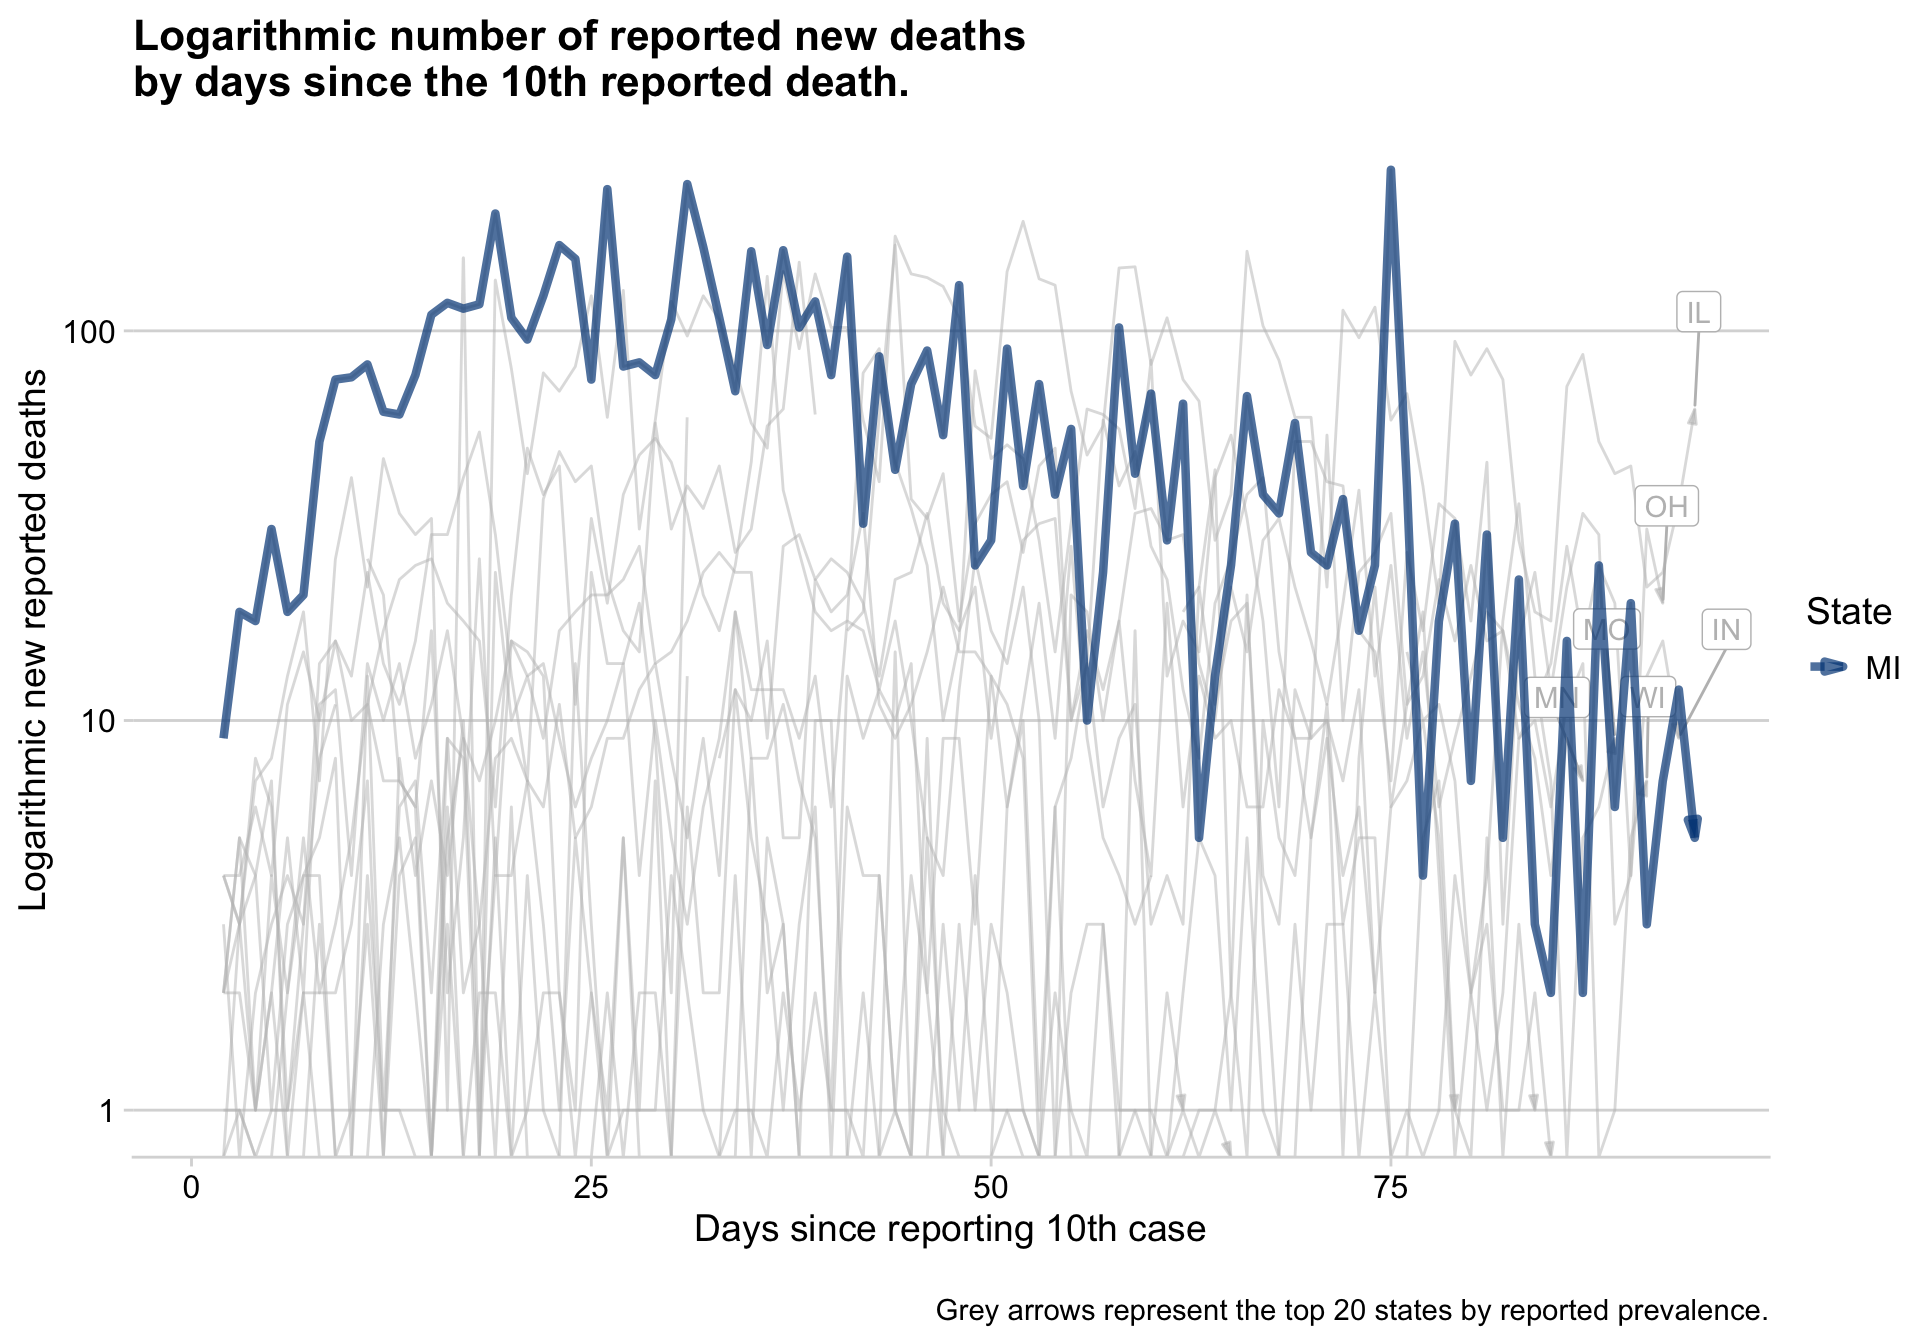 Logarithmic number of reported new deaths
by days since the 10th reported death.
Logarithmic new reported deaths
100
10
1
IL
OH
MO
IN
MN
WI
State
MI
0
25
50
75
Days since reporting 10th case
Grey arrows represent the top 20 states by reported prevalence.